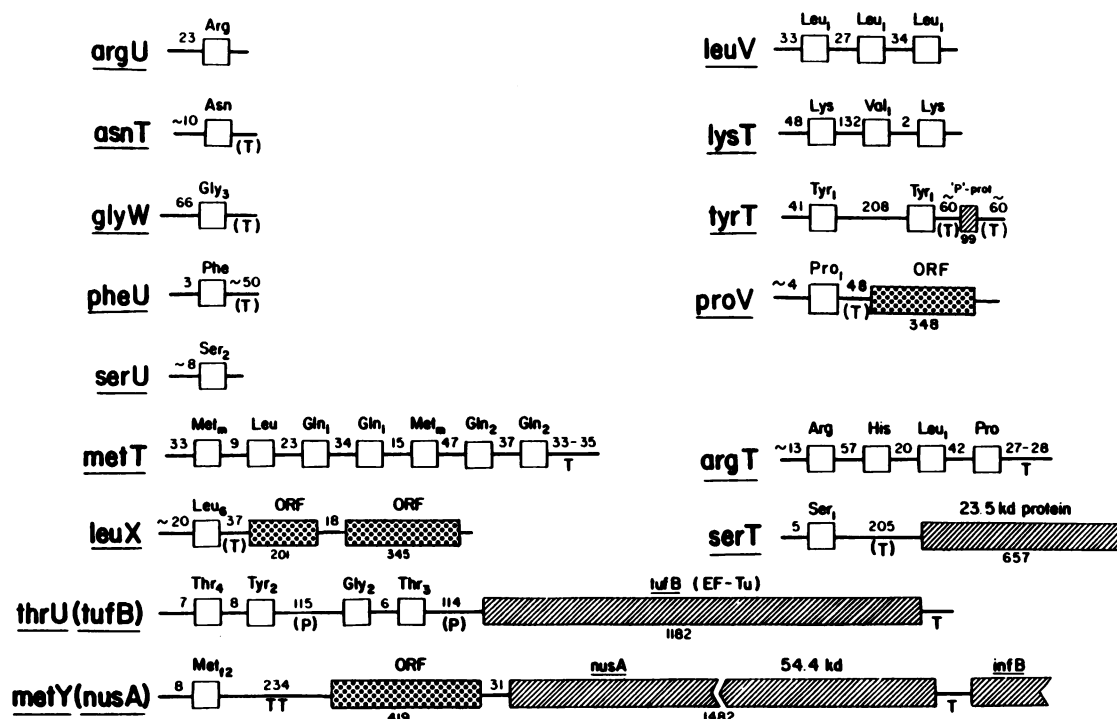 argU 23 Arg
asnT ~10 Asn (T)
glyW 66 Gly3 (T)
pheU 3 Phe ~50 (T)
serU ~8 Ser2
leuV 33 Leu1 27 Leu1 34 Leu1
lysT 48 Lys 132 Val1 2 Lys
tyrT 41 Tyr1 208 Tyr1 ~60 (T) 'P'-prot 99 ~60 (T)
proV ~4 Pro1 48 (T) ORF 348
metT 33 Metm 9 Leu 23 Gln1 34 Gln1 15 Metm 47 Gln2 37 Gln2 33-35 T
argT ~13 Arg 57 His 20 Leu1 42 Pro 27-28 T
leuX ~20 Leu6 37 (T) ORF 201 18 ORF 345
serT 5 Ser1 205 (T) 23.5 kd protein 657
thrU (tufB) 7 Thr4 8 Tyr2 115 (P) Gly2 6 Thr3 114 (P) tufB (EF-Tu) 1182 T
metY (nusA) 8 Metf2 234 TT ORF 419 31 nusA 1482 54.4 kd T infB